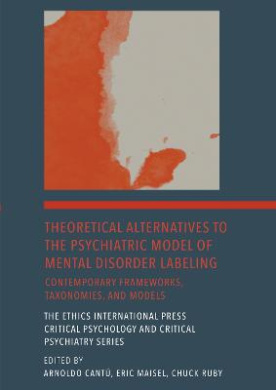 THEORETICAL ALTERNATIVES TO
THE PSYCHIATRIC MODEL OF
MENTAL DISORDER LABELING
CONTEMPORARY FRAMEWORKS,
TAXONOMIES, AND MODELS
THE ETHICS INTERNATIONAL PRESS
CRITICAL PSYCHOLOGY AND CRITICAL
PSYCHIATRY SERIES
EDITED BY
ARNOLDO CANTÚ, ERIC MAISEL, CHUCK RUBY